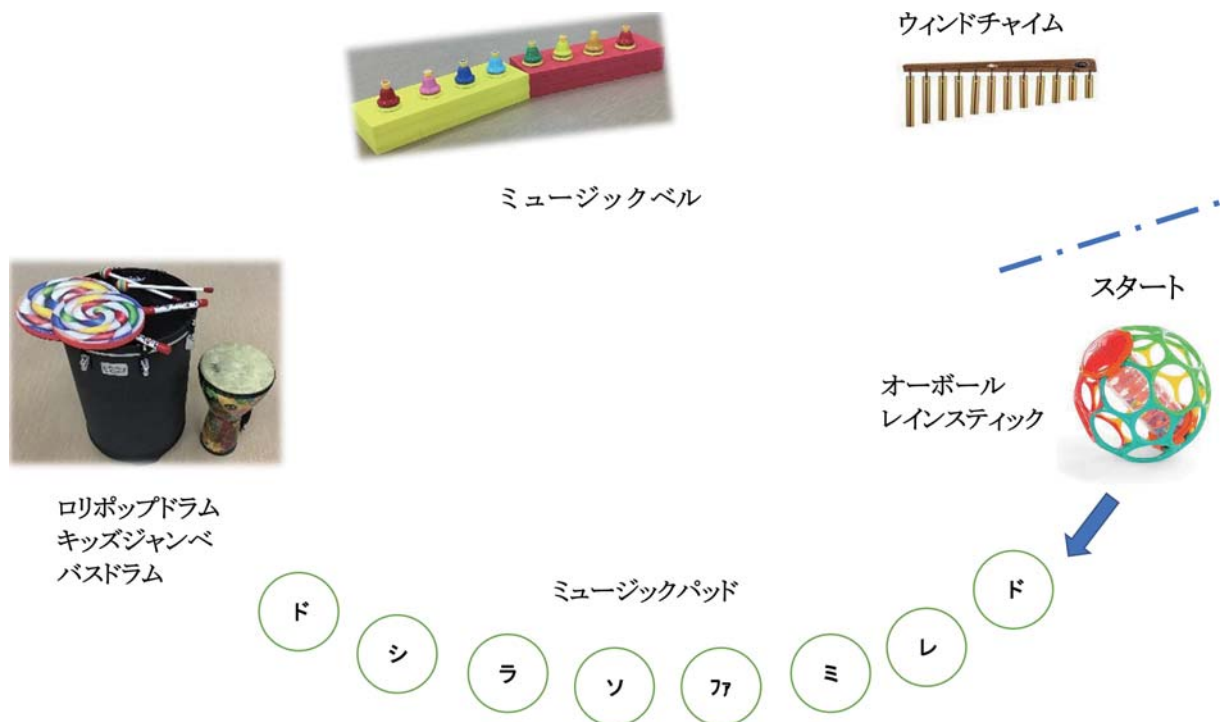 ウィンドチャイム
ミュージックベル
スタート
オーボール
レインスティック
ロリポップドラム
キッズジャンベ
バスドラム
ミュージックパッド
ド
シ
ラ
ソ
ファ
ミ
レ
ド